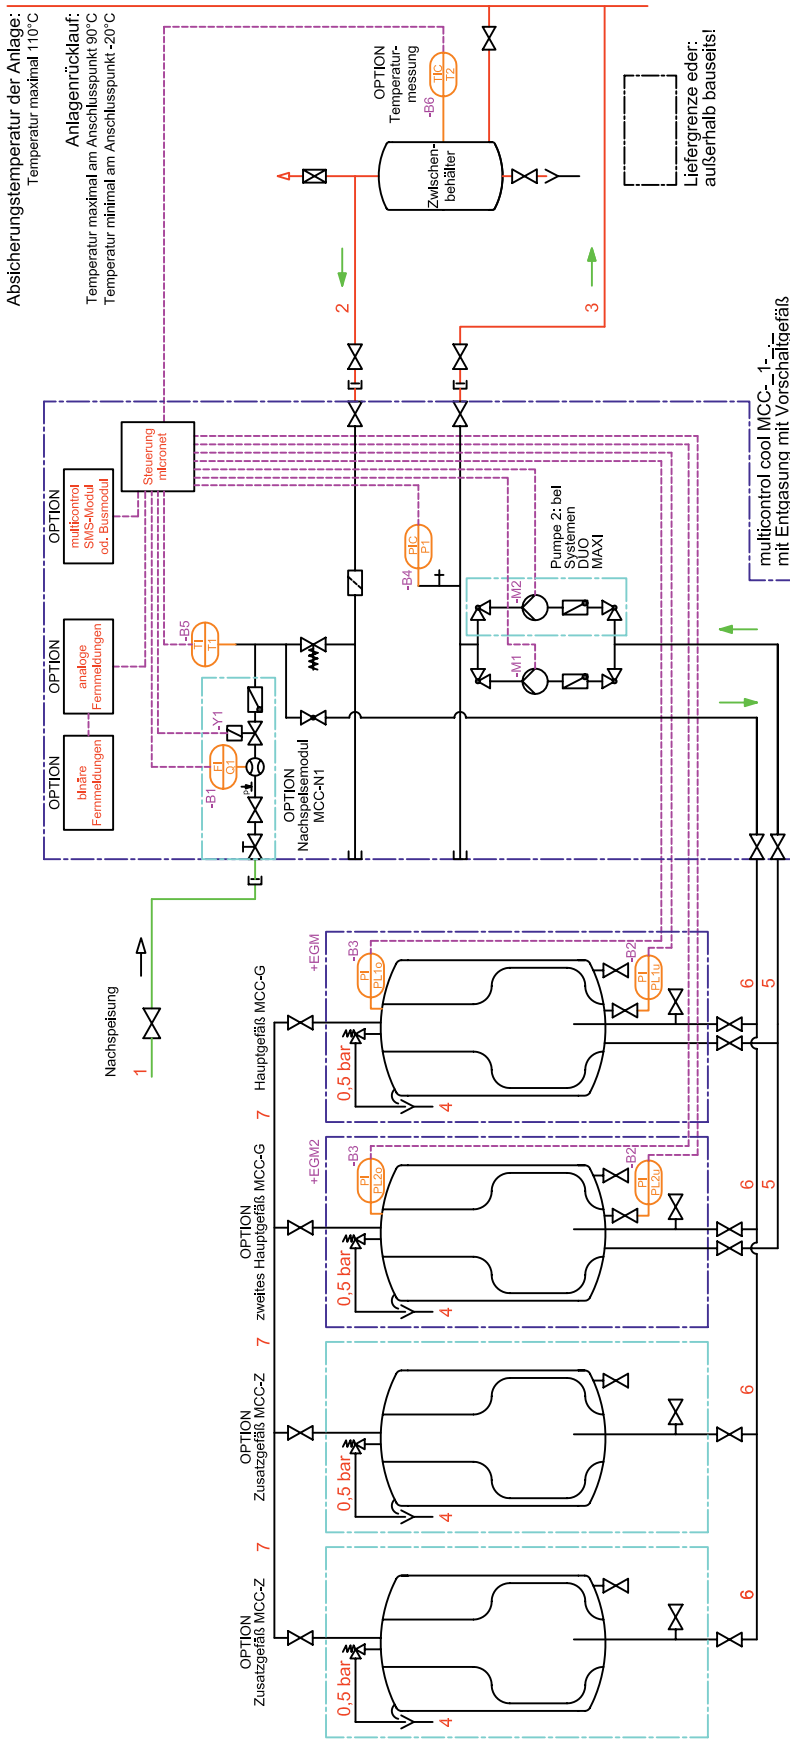 Absicherungstemperatur der Anlage:
Temperatur maximal 110°C
Anlagenrücklauf:
Temperatur maximal am Anschlusspunkt 90°C
Temperatur minimal am Anschlusspunkt -20°C
OPTION
Temperatur-
messung
-B6
TIC
T2
Zwischen-
behälter
Liefergrenze eder:
außerhalb bauseits!
2
3
OPTION
multicontrol
SMS-Modul
od. Busmodul
Steuerung
micronet
OPTION
analoge
Fernmeldungen
OPTION
binäre
Fernmeldungen
-B5
TI
T1
-Y1
-B1
FI
Q1
OPTION
Nachspeisemodul
MCC-N1
-B4
PIC
P1
Pumpe 2: bei
Systemen
DUO
MAXI
-M2
-M1
multicontrol cool MCC-_1-_._
mit Entgasung mit Vorschaltgefäß
Nachspeisung
1
Hauptgefäß MCC-G
+EGM
-B3
PI
PL1o
-B2
PI
PL1u
0,5 bar
4
7
6
5
OPTION
zweites Hauptgefäß MCC-G
+EGM2
-B3
PI
PL2o
-B2
PI
PL2u
0,5 bar
4
7
6
5
OPTION
Zusatzgefäß MCC-Z
0,5 bar
4
7
6
OPTION
Zusatzgefäß MCC-Z
0,5 bar
4
6